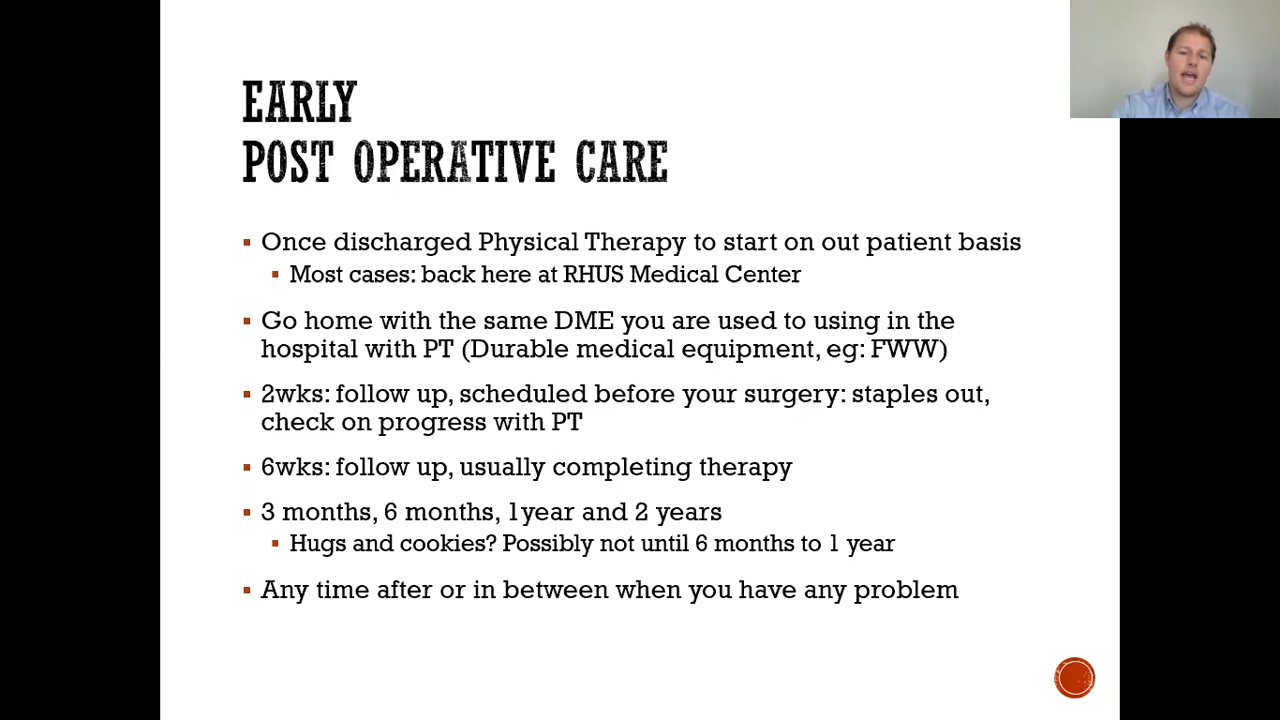 EARLY
POST OPERATIVE CARE
Once discharged Physical Therapy to start on out patient basis
Most cases: back here at RHUS Medical Center
Go home with the same DME you are used to using in the
hospital with PT (Durable medical equipment, eg: FWW)
2wks: follow up, scheduled before your surgery: staples out,
check on progress with PT
6wks: follow up, usually completing therapy
3 months, 6 months, 1year and 2 years
Hugs and cookies? Possibly not until 6 months to 1 year
Any time after or in between when you have any problem